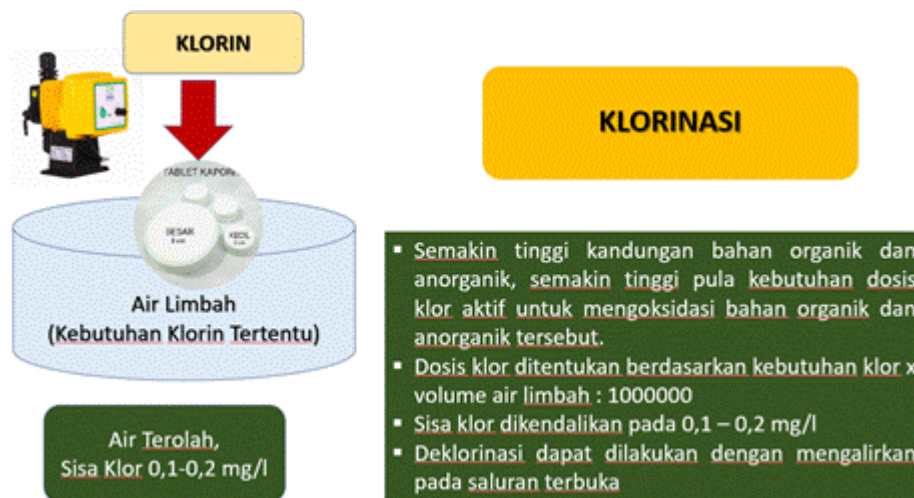 KLORIN
TABLET KAPORI
BESAR
KECIL
Air Limbah
(Kebutuhan Klorin Tertentu)
Air Terolah,
Sisa Klor 0,1-0,2 mg/l
KLORINASI
▪ Semakin tinggi kandungan bahan organik dan
anorganik, semakin tinggi pula kebutuhan dosis
klor aktif untuk mengoksidasi bahan organik dan
anorganik tersebut.
▪ Dosis klor ditentukan berdasarkan kebutuhan klor x
volume air limbah : 1000000
▪ Sisa klor dikendalikan pada 0,1 – 0,2 mg/l
▪ Deklorinasi dapat dilakukan dengan mengalirkan
pada saluran terbuka